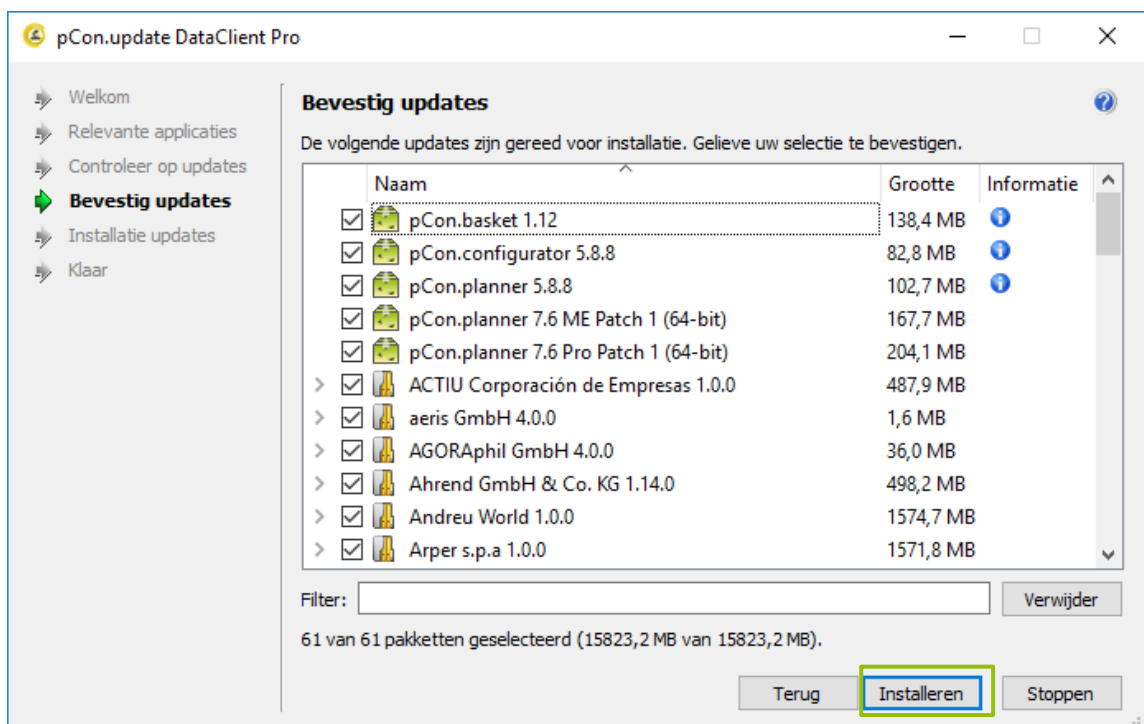 pCon.update DataClient Pro
Welkom
Relevante applicaties
Controleer op updates
Bevestig updates
Installatie updates
Klaar
Bevestig updates
De volgende updates zijn gereed voor installatie. Gelieve uw selectie te bevestigen.
Naam Grootte Informatie
pCon.basket 1.12 138,4 MB
pCon.configurator 5.8.8 82,8 MB
pCon.planner 5.8.8 102,7 MB
pCon.planner 7.6 ME Patch 1 (64-bit) 167,7 MB
pCon.planner 7.6 Pro Patch 1 (64-bit) 204,1 MB
ACTIU Corporación de Empresas 1.0.0 487,9 MB
aeris GmbH 4.0.0 1,6 MB
AGORAphil GmbH 4.0.0 36,0 MB
Ahrend GmbH & Co. KG 1.14.0 498,2 MB
Andreu World 1.0.0 1574,7 MB
Arper s.p.a 1.0.0 1571,8 MB
Filter: Verwijder
61 van 61 pakketten geselecteerd (15823,2 MB van 15823,2 MB).
Terug Installeren Stoppen